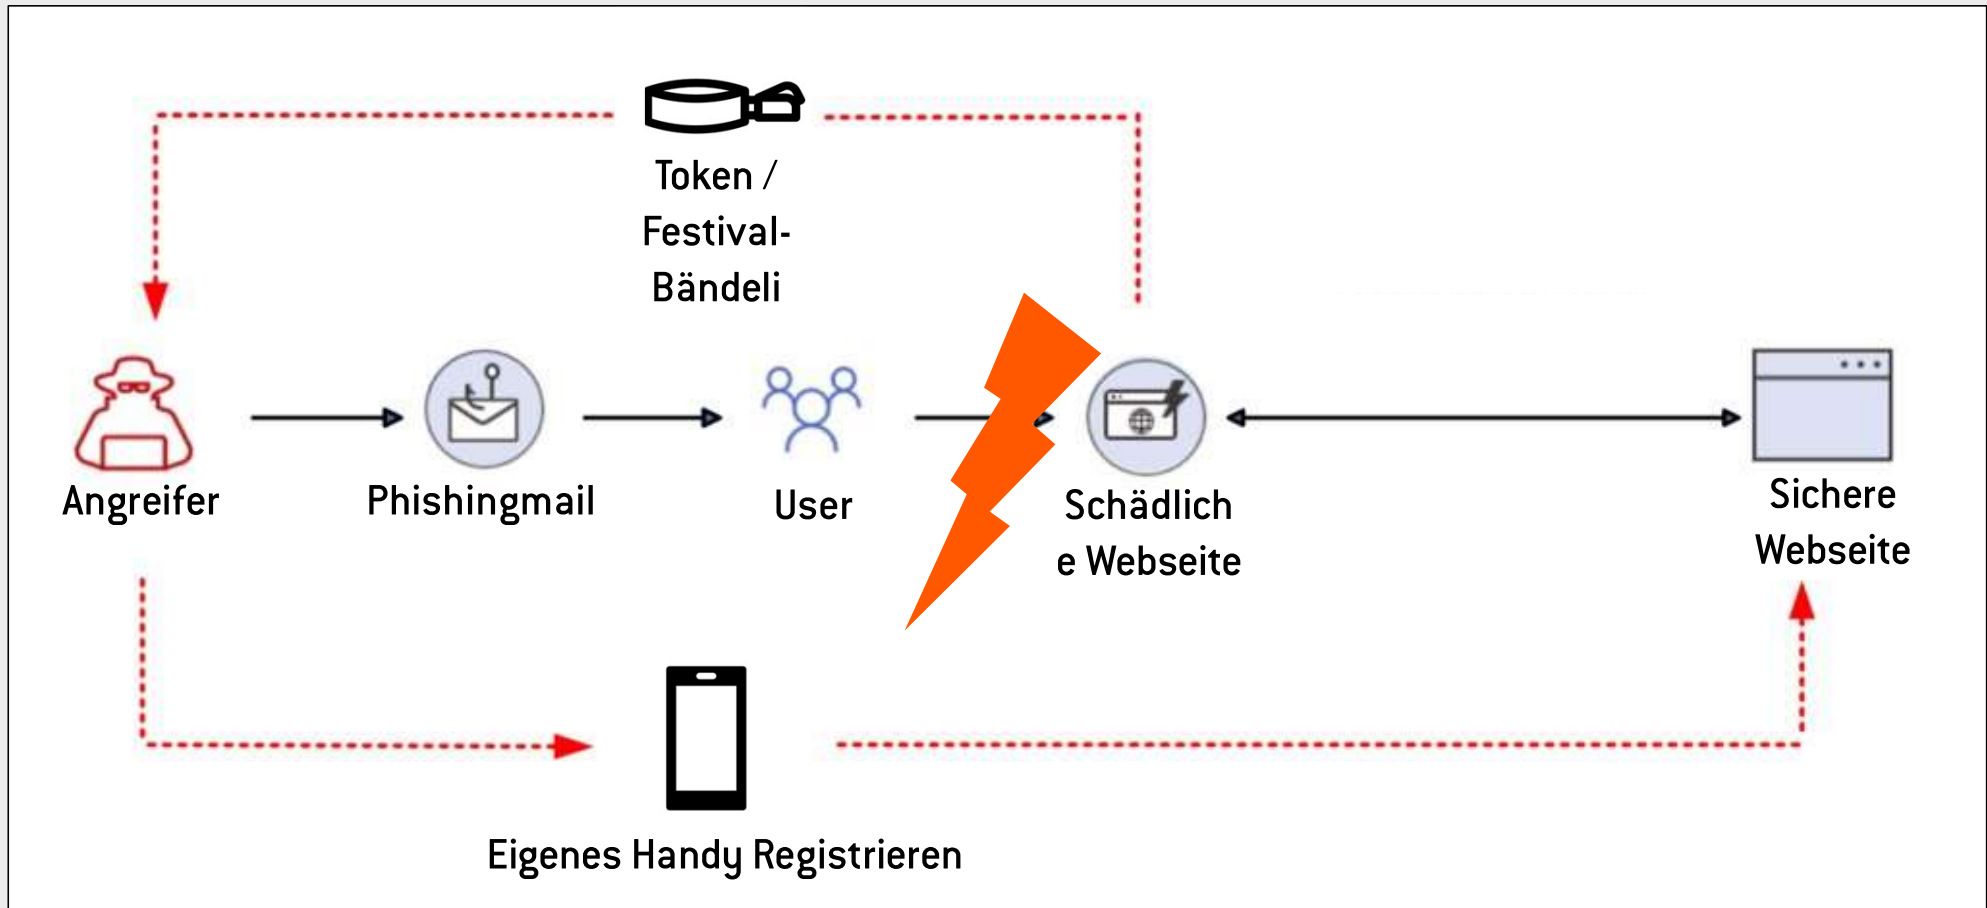 Token /
Festival-
Bändeli
Angreifer
Phishingmail
User
Schädlich
e Webseite
Sichere
Webseite
Eigenes Handy Registrieren